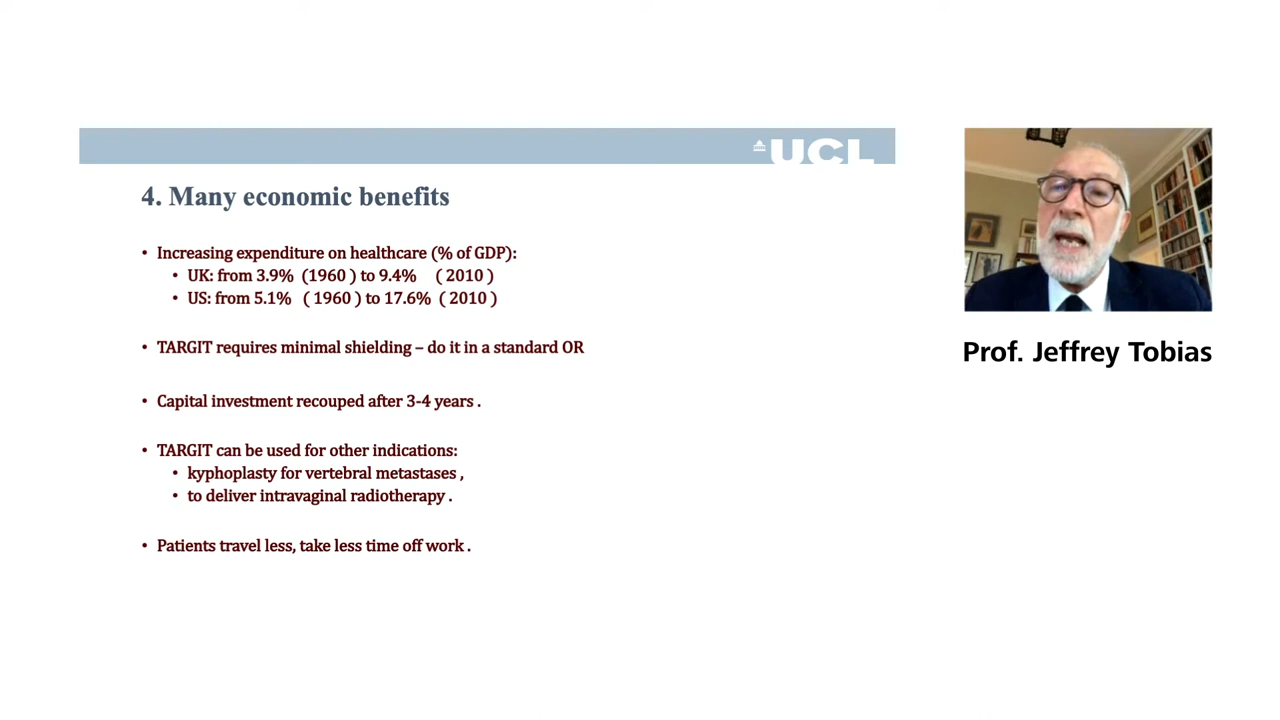 UCL
4. Many economic benefits
• Increasing expenditure on healthcare (% of GDP):
• UK: from 3.9% (1960 ) to 9.4% ( 2010 )
• US: from 5.1% ( 1960 ) to 17.6% ( 2010 )
• TARGIT requires minimal shielding – do it in a standard OR
• Capital investment recouped after 3-4 years .
• TARGIT can be used for other indications:
• kyphoplasty for vertebral metastases ,
• to deliver intravaginal radiotherapy .
• Patients travel less, take less time off work .
Prof. Jeffrey Tobias